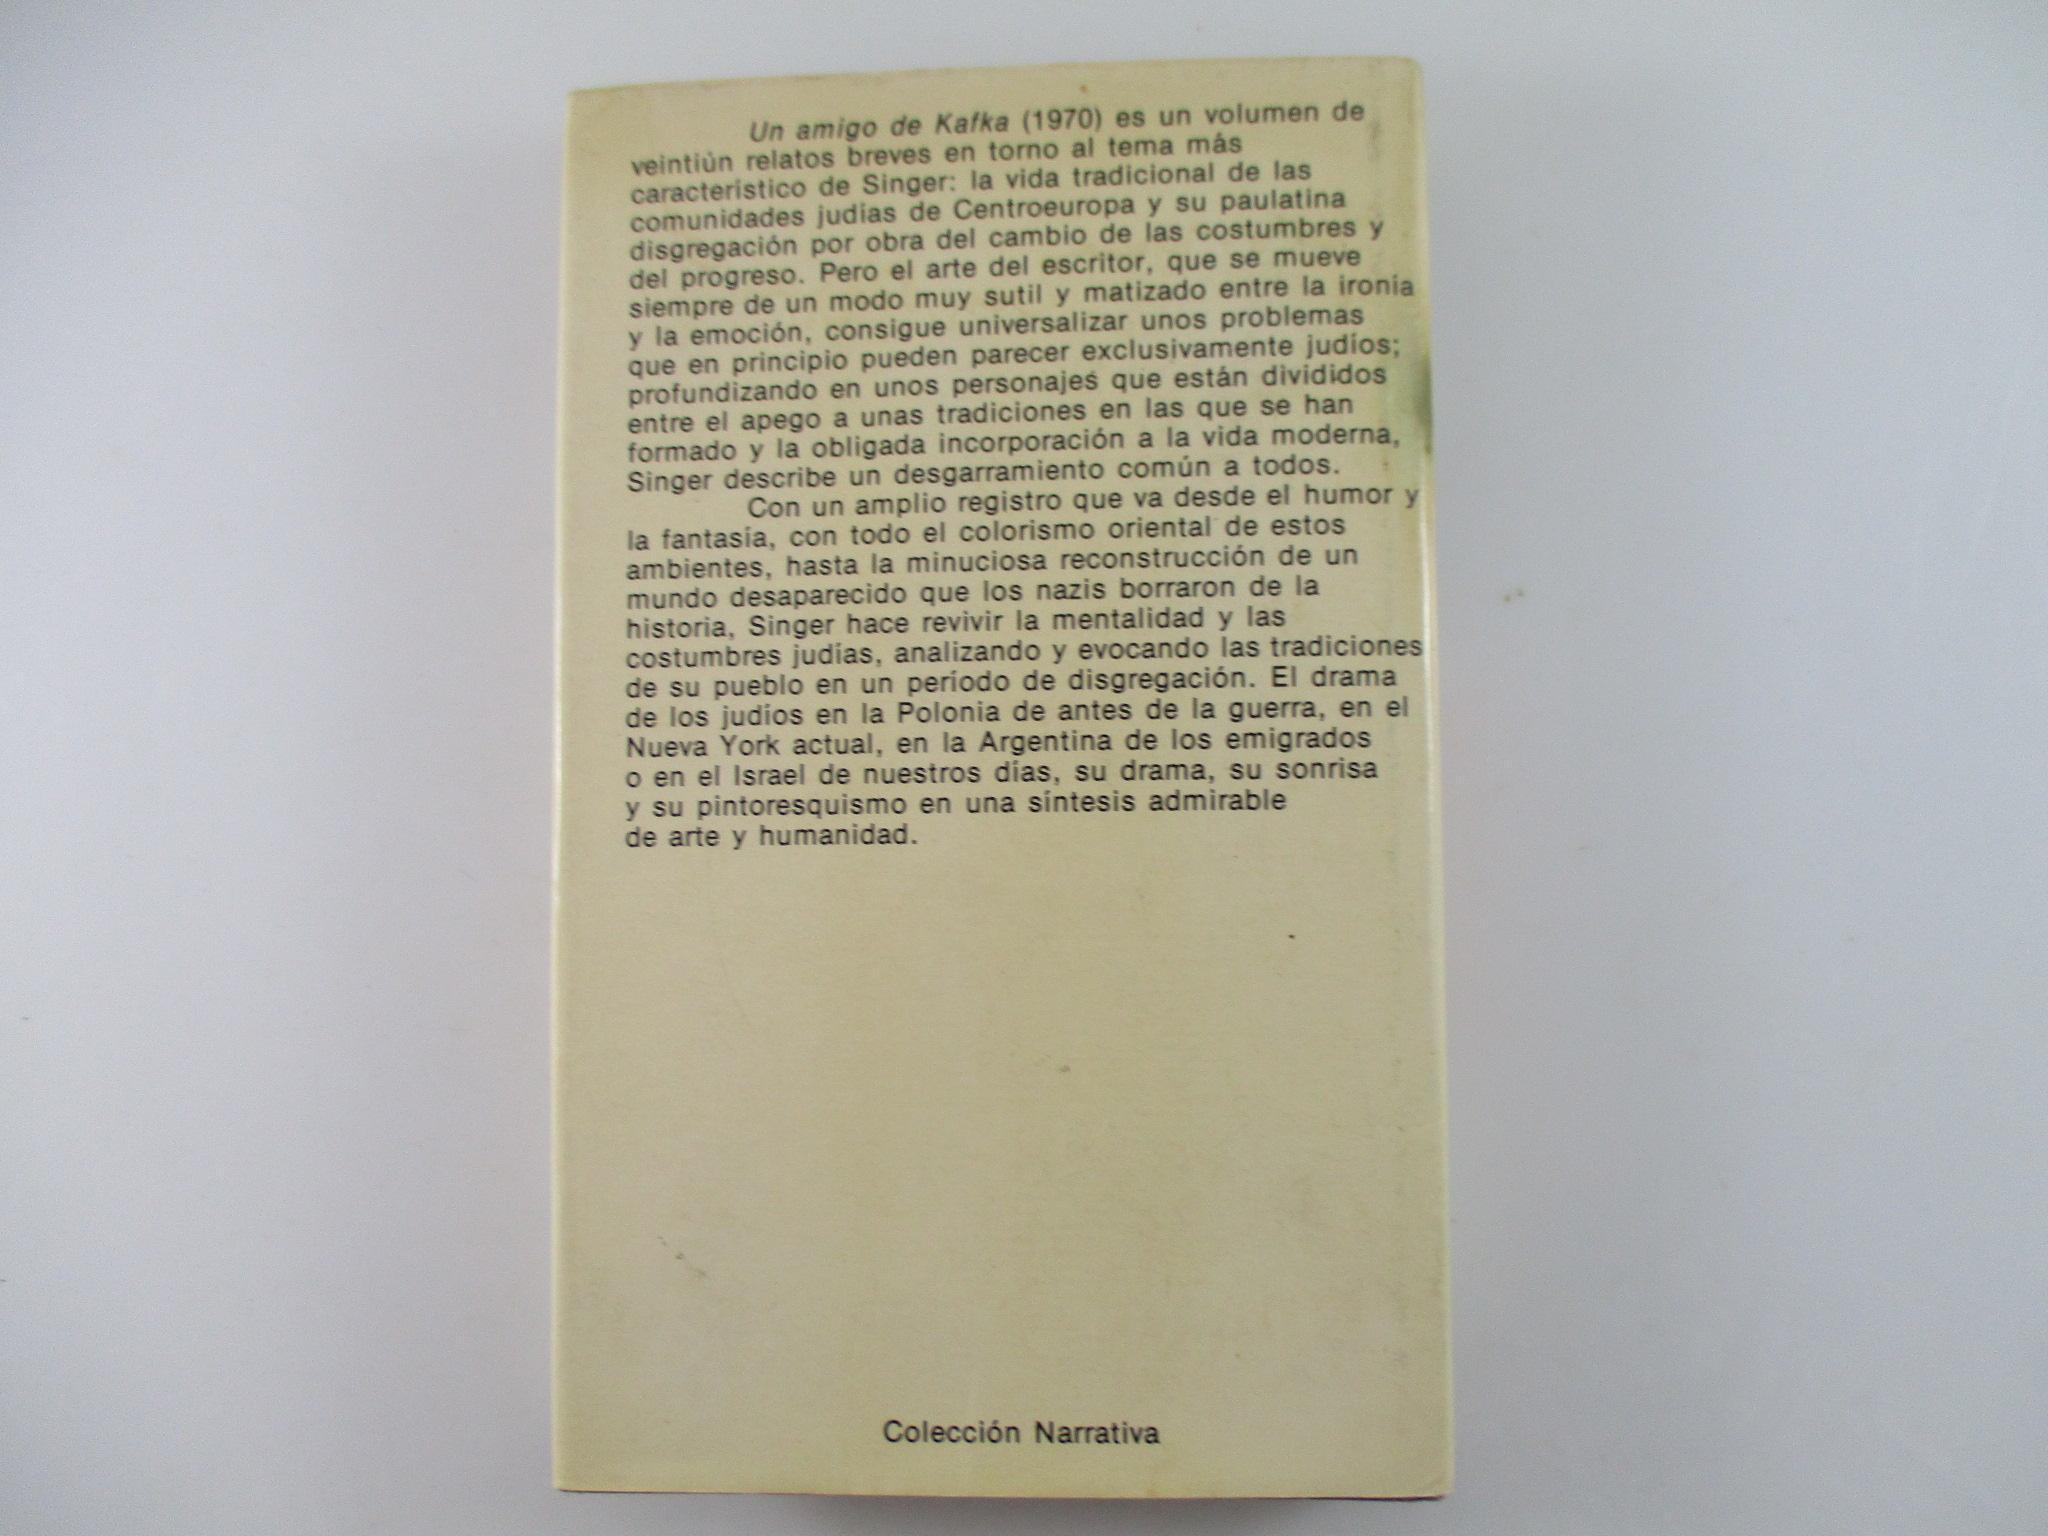 Un amigo de Kafka (1970) es un volumen de
veintiún relatos breves en torno al tema más
característico de Singer: la vida tradicional de las
comunidades judías de Centroeuropa y su paulatina
disgregación por obra del cambio de las costumbres y
del progreso. Pero el arte del escritor, que se mueve
siempre de un modo muy sutil y matizado entre la ironía
y la emoción, consigue universalizar unos problemas
que en principio pueden parecer exclusivamente judíos;
profundizando en unos personajes que están divididos
entre el apego a unas tradiciones en las que se han
formado y la obligada incorporación a la vida moderna,
Singer describe un desgarramiento común a todos.
Con un amplio registro que va desde el humor y
la fantasía, con todo el colorismo oriental de estos
ambientes, hasta la minuciosa reconstrucción de un
mundo desaparecido que los nazis borraron de la
historia, Singer hace revivir la mentalidad y las
costumbres judías, analizando y evocando las tradiciones
de su pueblo en un período de disgregación. El drama
de los judíos en la Polonia de antes de la guerra, en el
Nueva York actual, en la Argentina de los emigrados
o en el Israel de nuestros días, su drama, su sonrisa
y su pintoresquismo en una síntesis admirable
de arte y humanidad.
Colección Narrativa